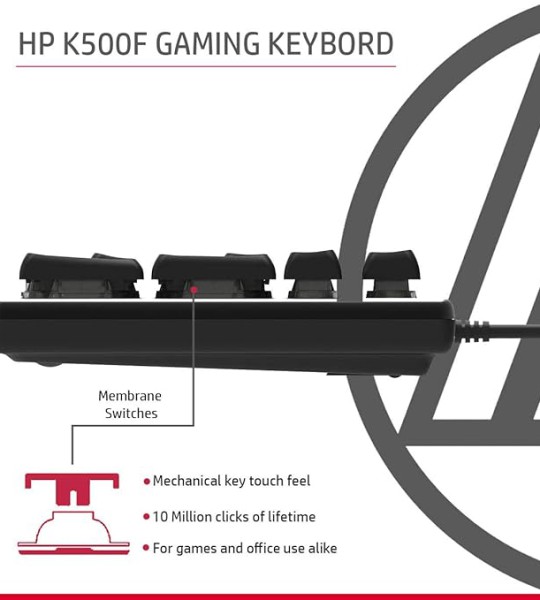 HP K500F GAMING KEYBORD
Membrane
Switches
• Mechanical key touch feel
• 10 Million clicks of lifetime
• For games and office use alike